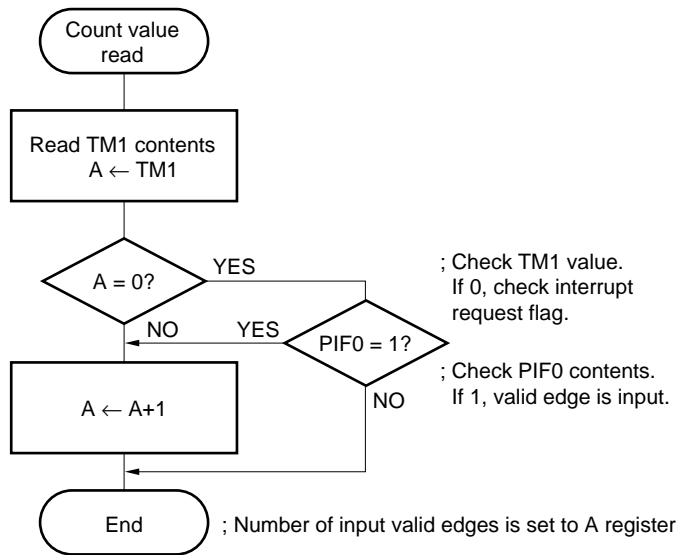 Count value
read
Read TM1 contents
A ← TM1
A = 0?
YES
; Check TM1 value.
If 0, check interrupt
request flag.
NO
YES
PIF0 = 1?
; Check PIF0 contents.
If 1, valid edge is input.
NO
A ← A+1
End
; Number of input valid edges is set to A register